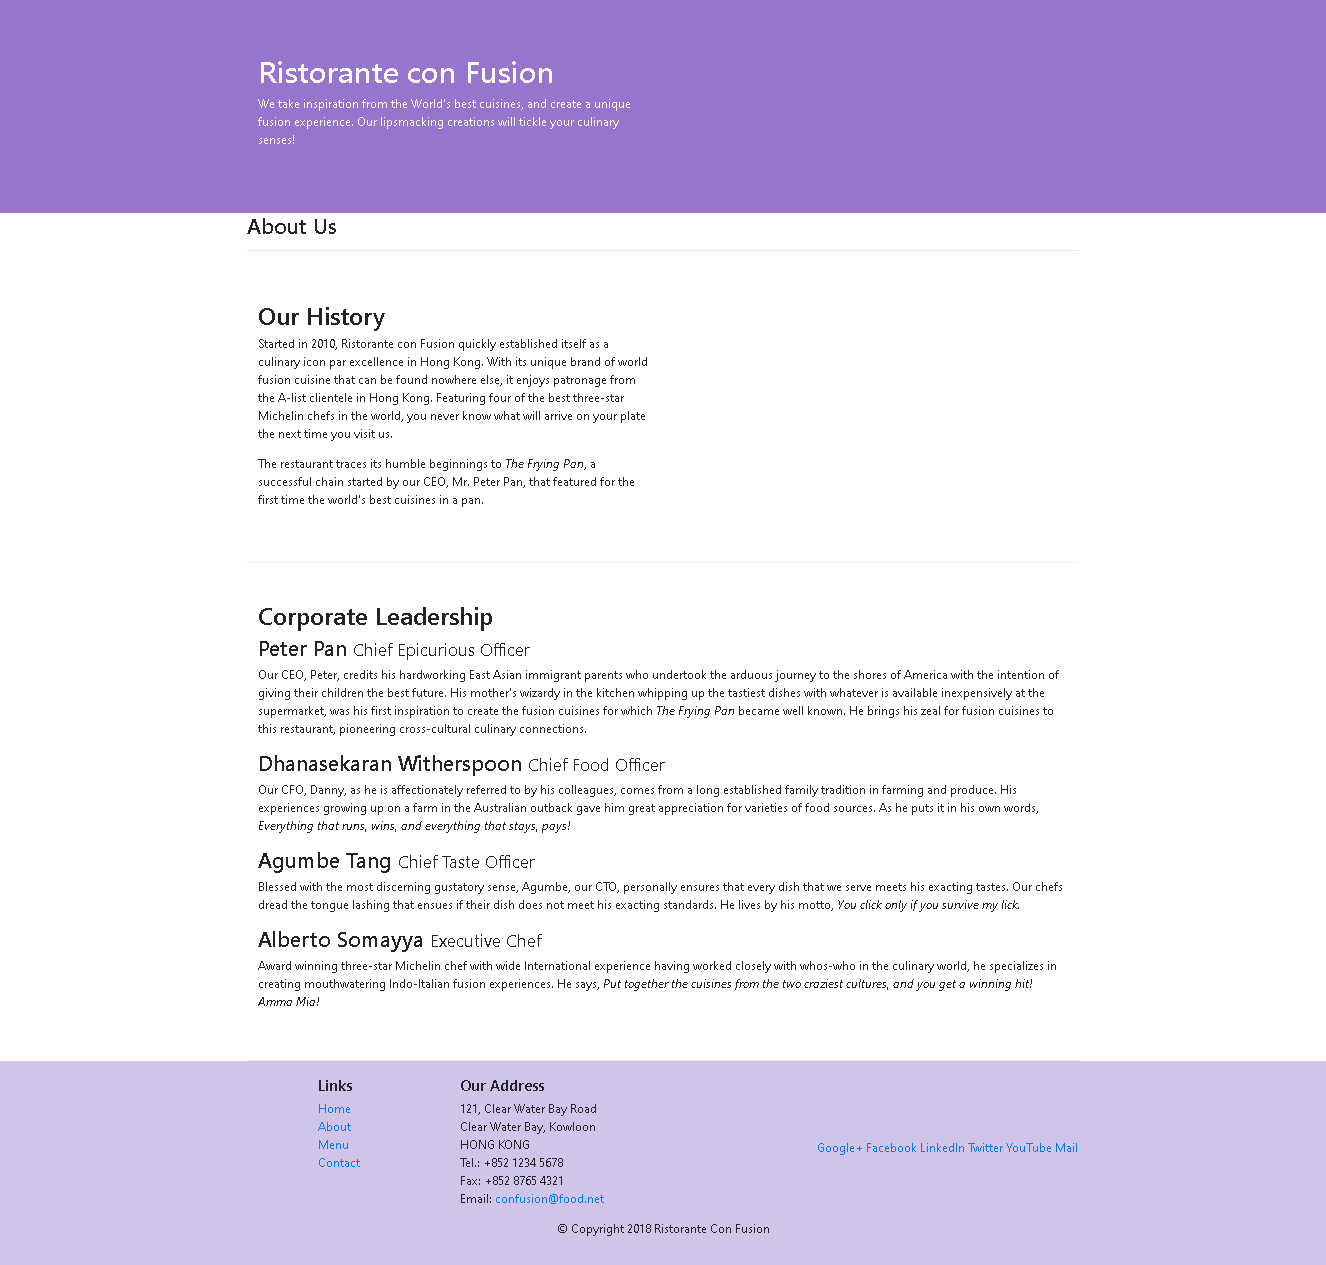 Ristorante con Fusion
We take inspiration from the World's best cuisines, and create a unique
fusion experience. Our lipsmacking creations will tickle your culinary
senses!
About Us
Our History
Started in 2010, Ristorante con Fusion quickly established itself as a
culinary icon par excellence in Hong Kong. With its unique brand of world
fusion cuisine that can be found nowhere else, it enjoys patronage from
the A-list clientele in Hong Kong. Featuring four of the best three-star
Michelin chefs in the world, you never know what will arrive on your plate
the next time you visit us.
The restaurant traces its humble beginnings to The Frying Pan, a
successful chain started by our CEO, Mr. Peter Pan, that featured for the
first time the world's best cuisines in a pan.
Corporate Leadership
Peter Pan Chief Epicurious Officer
Our CEO, Peter, credits his hardworking East Asian immigrant parents who undertook the arduous journey to the shores of America with the intention of
giving their children the best future. His mother's wizardy in the kitchen whipping up the tastiest dishes with whatever is available inexpensively at the
supermarket, was his first inspiration to create the fusion cuisines for which The Frying Pan became well known. He brings his zeal for fusion cuisines to
this restaurant, pioneering cross-cultural culinary connections.
Dhanasekaran Witherspoon Chief Food Officer
Our CFO, Danny, as he is affectionately referred to by his colleagues, comes from a long established family tradition in farming and produce. His
experiences growing up on a farm in the Australian outback gave him great appreciation for varieties of food sources. As he puts it in his own words,
Everything that runs, wins, and everything that stays, pays!
Agumbe Tang Chief Taste Officer
Blessed with the most discerning gustatory sense, Agumbe, our CTO, personally ensures that every dish that we serve meets his exacting tastes. Our chefs
dread the tongue lashing that ensues if their dish does not meet his exacting standards. He lives by his motto, You click only if you survive my lick.
Alberto Somayya Executive Chef
Award winning three-star Michelin chef with wide International experience having worked closely with whos-who in the culinary world, he specializes in
creating mouthwatering Indo-Italian fusion experiences. He says, Put together the cuisines from the two craziest cultures, and you get a winning hit!
Amma Mia!
Links
Home
About
Menu
Contact
Our Address
121, Clear Water Bay Road
Clear Water Bay, Kowloon
HONG KONG
Tel.: +852 1234 5678
Fax: +852 8765 4321
Email: confusion@food.net
Google+ Facebook LinkedIn Twitter YouTube Mail
© Copyright 2018 Ristorante Con Fusion